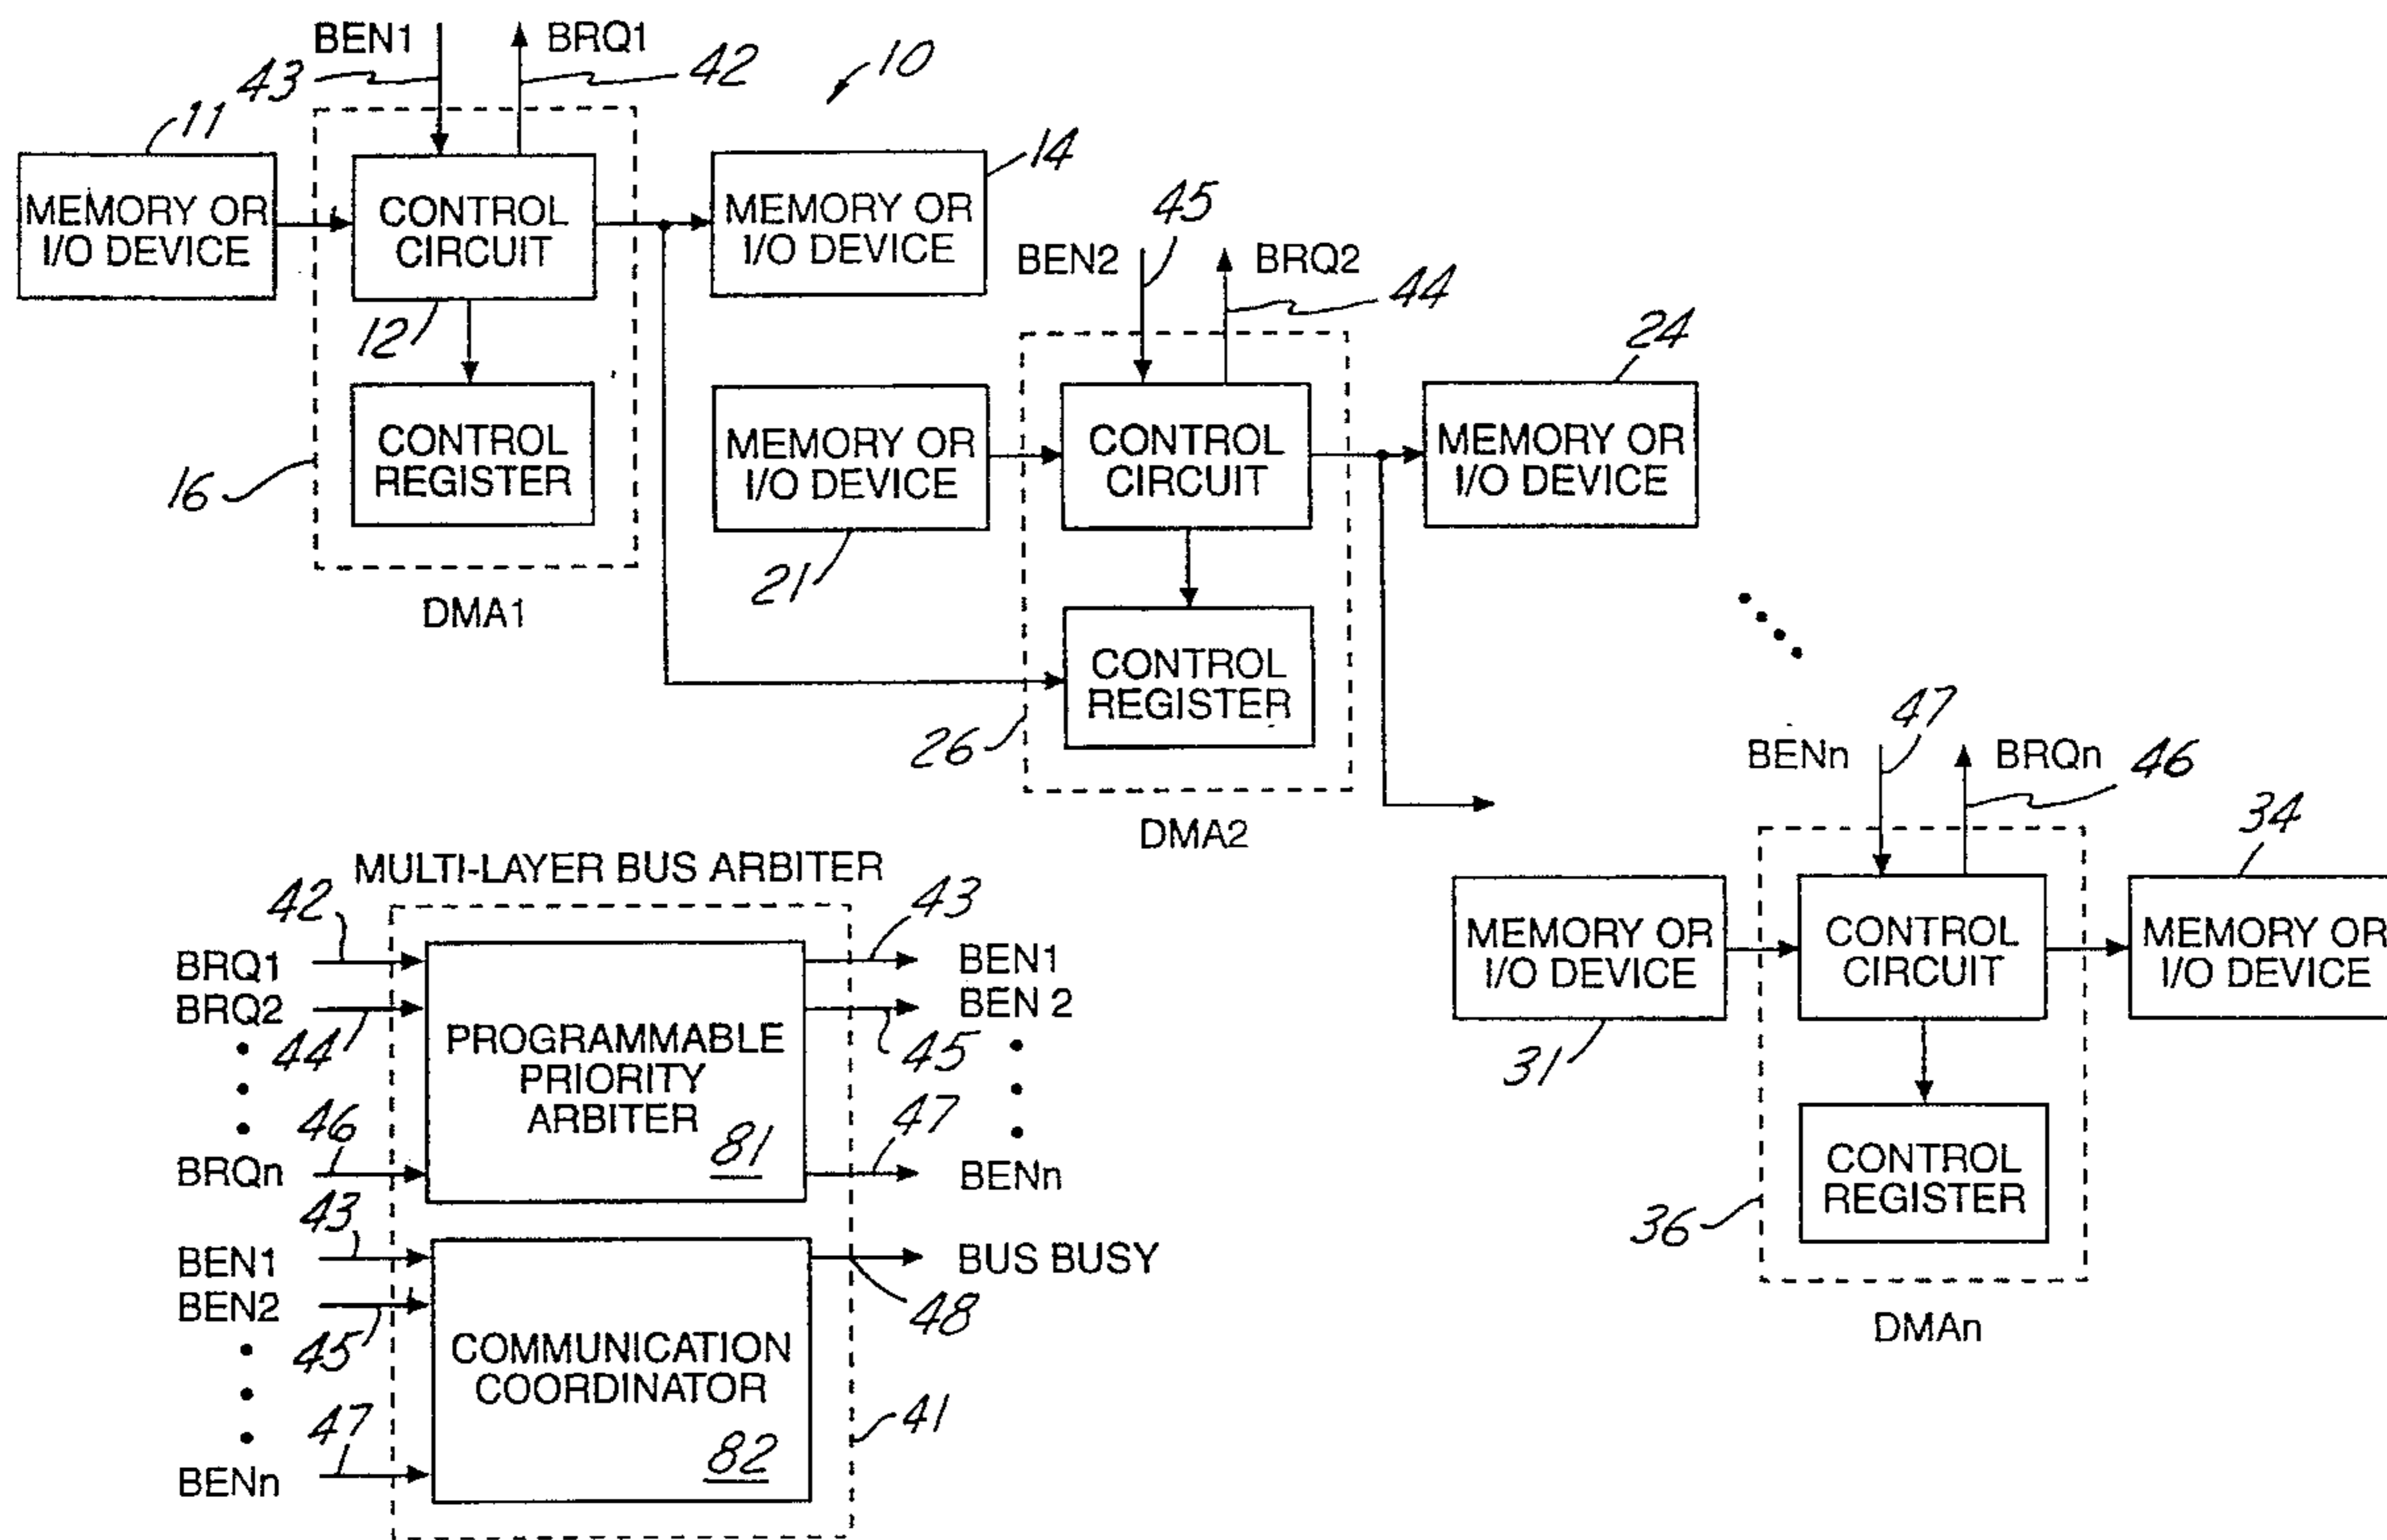 BEN1
BRQ1
43
42
10
11
MEMORY OR
I/O DEVICE
CONTROL
CIRCUIT
12
MEMORY OR
I/O DEVICE
14
CONTROL
REGISTER
16
DMA1
45
BEN2
BRQ2
44
MEMORY OR
I/O DEVICE
21
CONTROL
CIRCUIT
24
MEMORY OR
I/O DEVICE
CONTROL
REGISTER
26
DMA2
47
BENn
BRQn
46
MEMORY OR
I/O DEVICE
31
CONTROL
CIRCUIT
34
MEMORY OR
I/O DEVICE
CONTROL
REGISTER
36
DMAn
MULTI-LAYER BUS ARBITER
42
BRQ1
BRQ2
44
46
BRQn
PROGRAMMABLE
PRIORITY
ARBITER
81
43
BEN1
BEN 2
45
47
BENn
43
BEN1
BEN2
45
47
BENn
COMMUNICATION
COORDINATOR
82
BUS BUSY
48
41